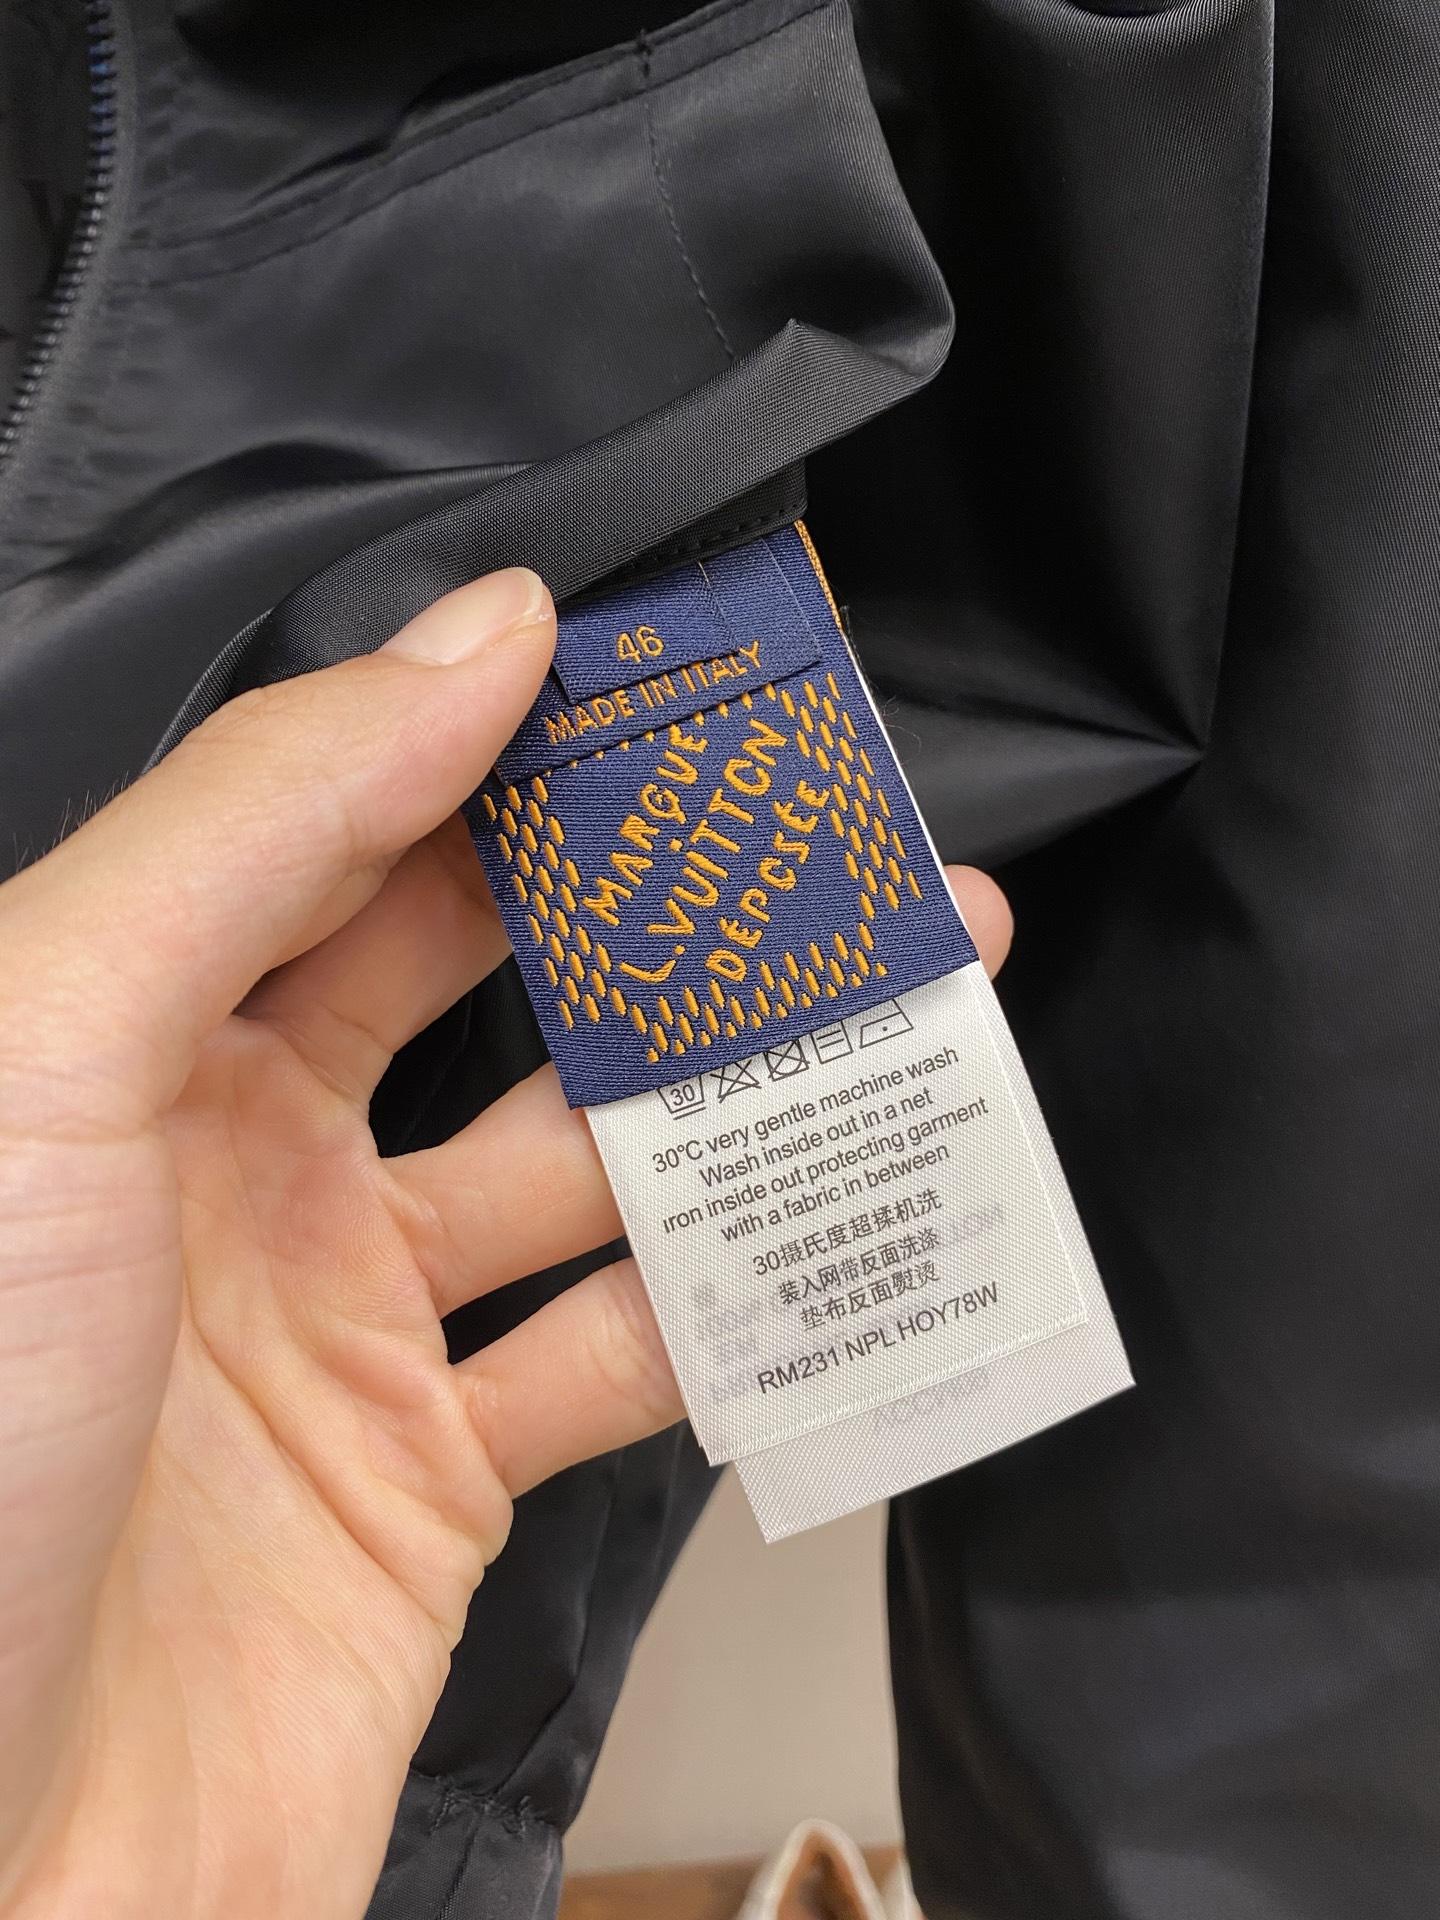 46
MADE IN ITALY
MARQUE
L.VUITTON
DEPCSEE
30
30°C very gentle machine wash
Wash inside out in a net
Iron inside out protecting garment
with a fabric in between
30摄氏度超揉机洗
装入网带反面洗涤
垫布反面熨烫
RM231 NPL HOY78W